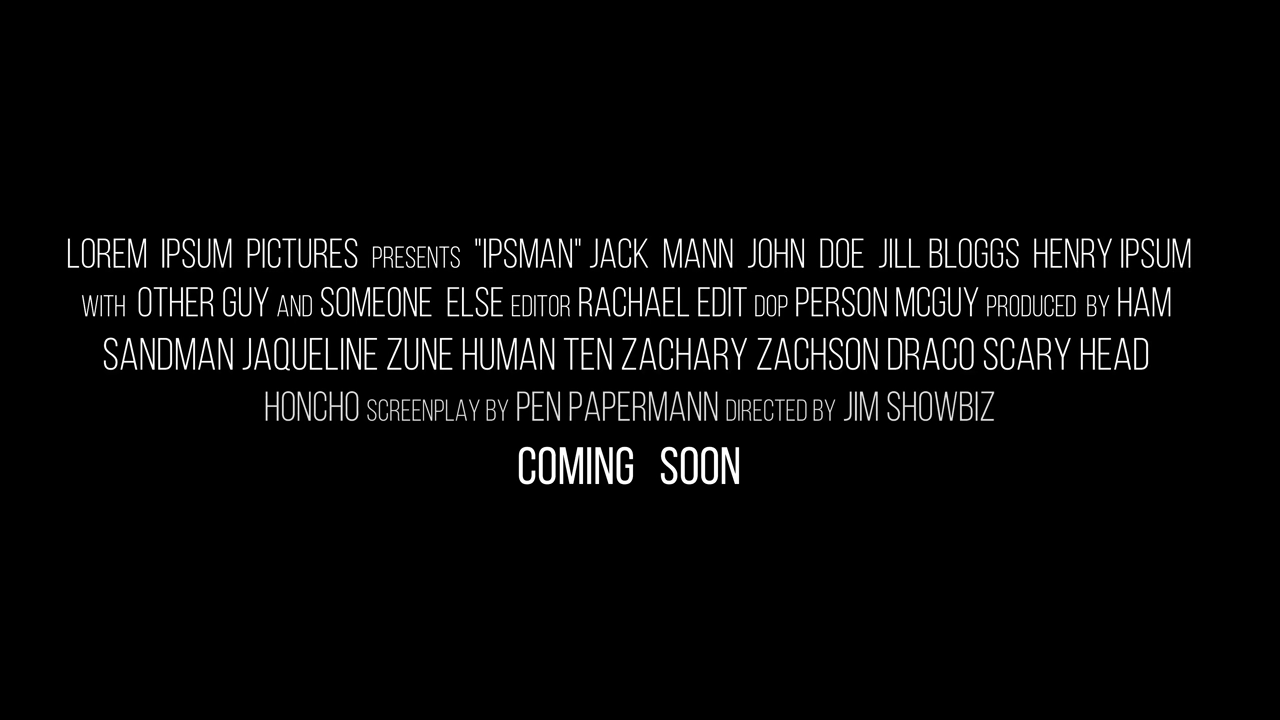 LOREM IPSUM PICTURES PRESENTS "IPSMAN" JACK MANN JOHN DOE JILL BLOGGS HENRY IPSUM
WITH OTHER GUY AND SOMEONE ELSE EDITOR RACHAEL EDIT DOP PERSON MCGUY PRODUCED BY HAM
SANDMAN JAQUELINE ZUNE HUMAN TEN ZACHARY ZACHSON DRACO SCARY HEAD
HONCHO SCREENPLAY BY PEN PAPERMANN DIRECTED BY JIM SHOWBIZ
COMING SOON